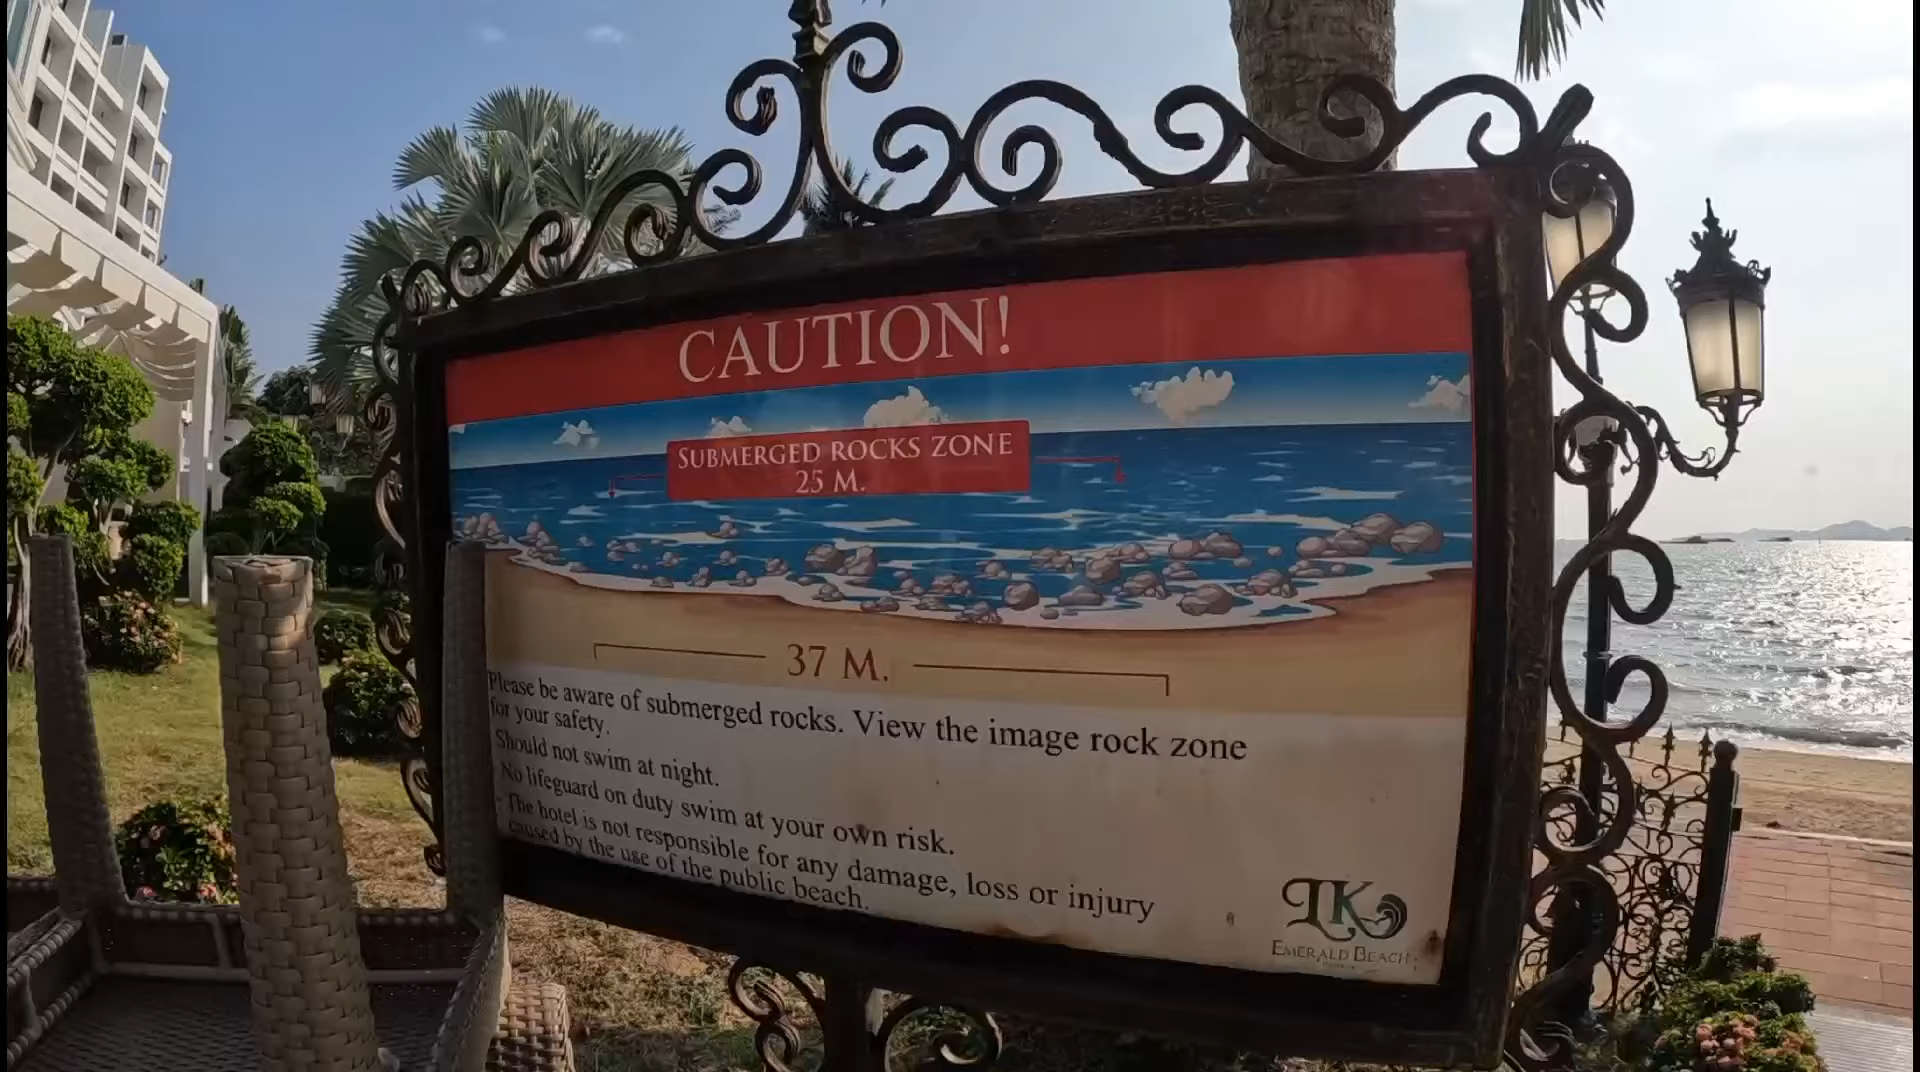 CAUTION!
SUBMERGED ROCKS ZONE
25 M.
37 M.
Please be aware of submerged rocks. View the image rock zone
for your safety.
Should not swim at night.
No lifeguard on duty swim at your own risk.
- The hotel is not responsible for any damage, loss or injury
caused by the use of the public beach.
LK
EMERALD BEACH